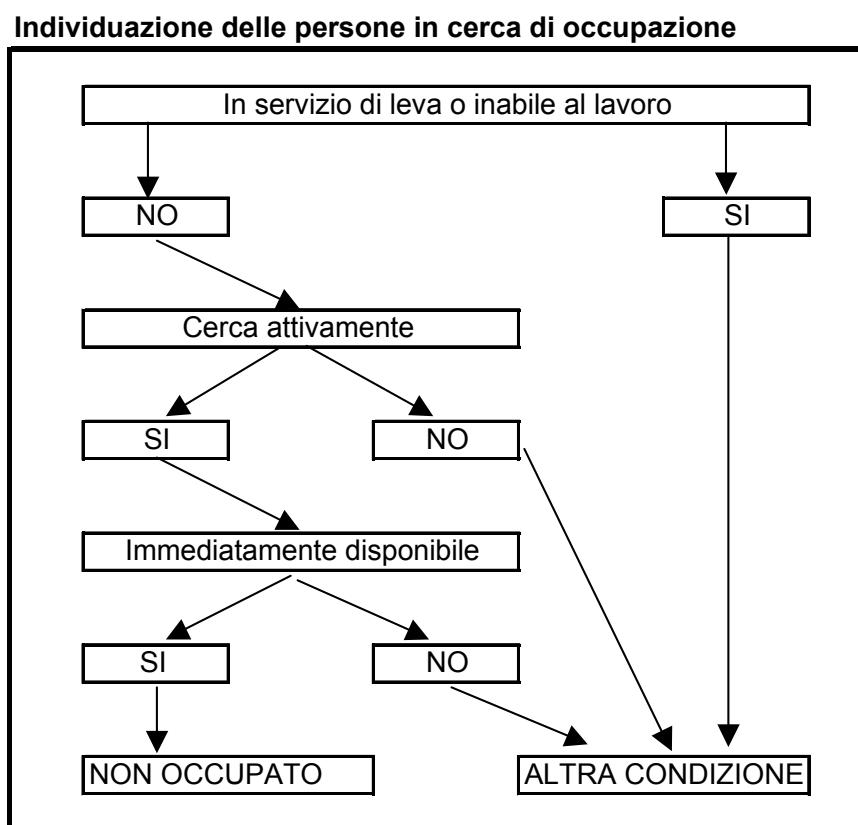 Individuazione delle persone in cerca di occupazione
In servizio di leva o inabile al lavoro
NO
SI
Cerca attivamente
SI
NO
Immediatamente disponibile
SI
NO
NON OCCUPATO
ALTRA CONDIZIONE